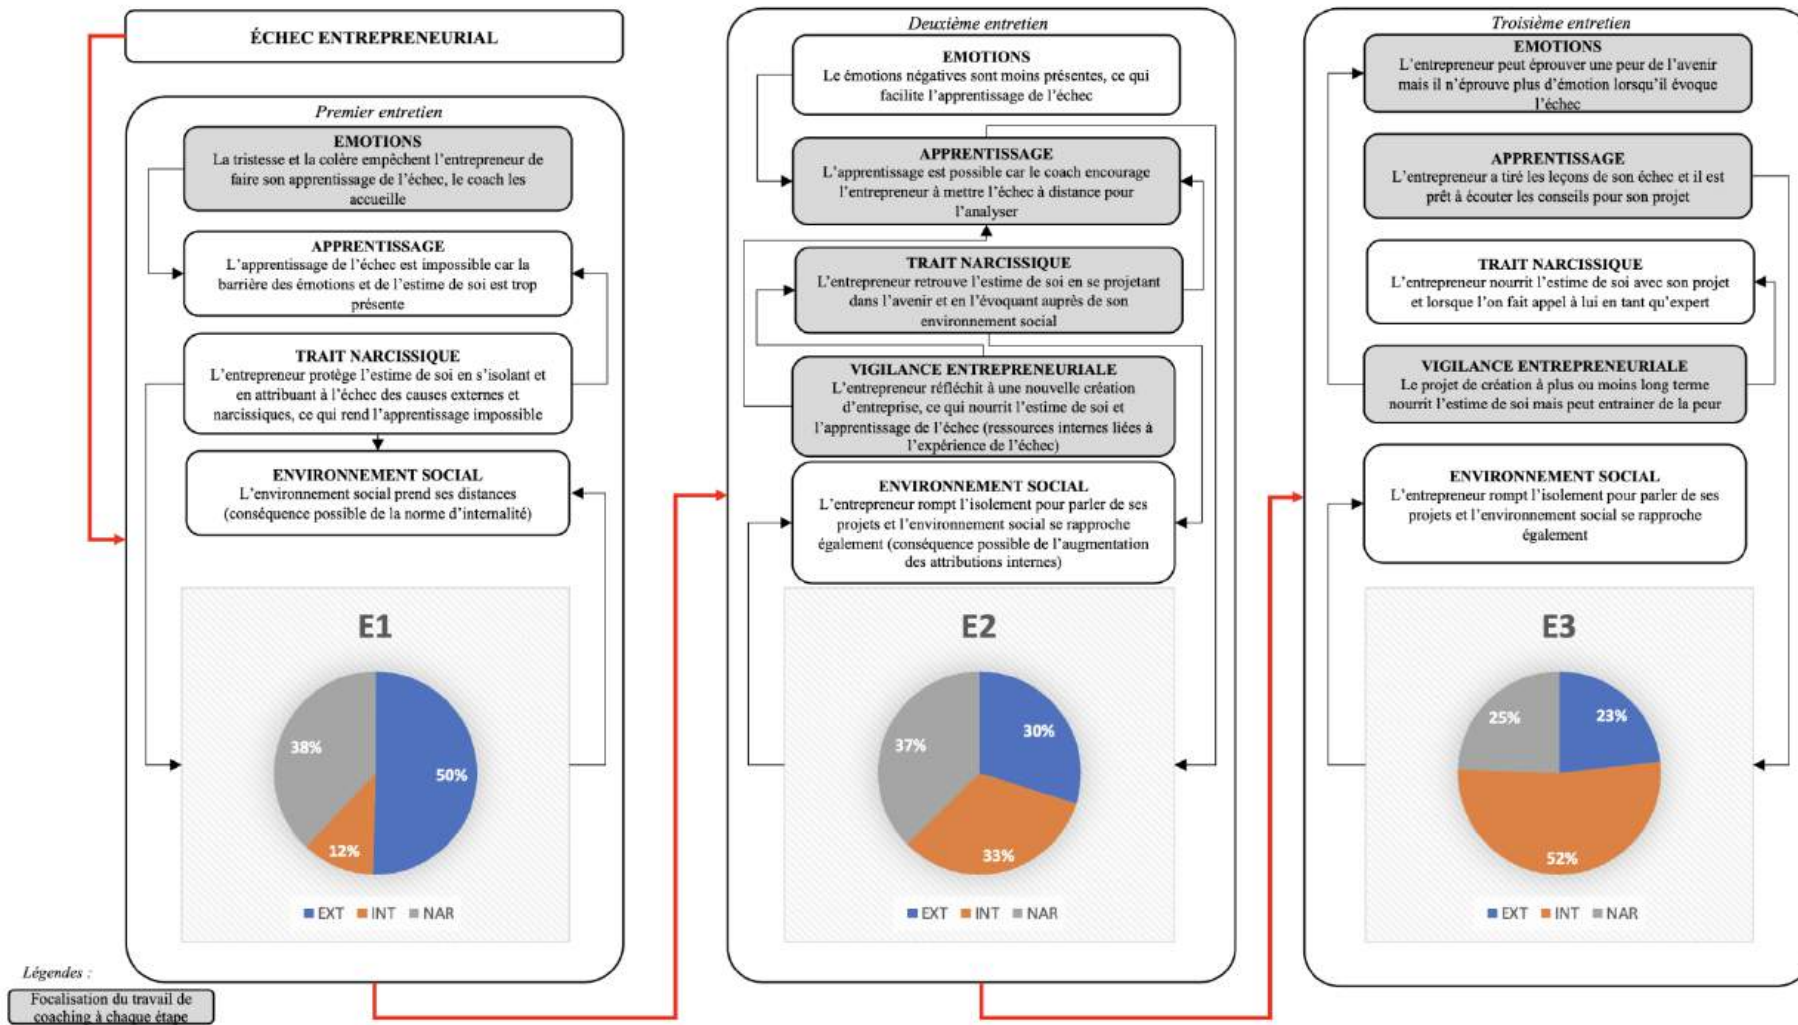 ÉCHEC ENTREPRENEURIAL
Premier entretien
EMOTIONS
La tristesse et la colère empêchent l'entrepreneur de
faire son apprentissage de l'échec, le coach les
accueille
APPRENTISSAGE
L'apprentissage de l'échec est impossible car la
barrière des émotions et de l'estime de soi est trop
présente
TRAIT NARCISSIQUE
L'entrepreneur protège l'estime de soi en s'isolant et
en attribuant à l'échec des causes externes et
narcissiques, ce qui rend l'apprentissage impossible
ENVIRONNEMENT SOCIAL
L'environnement social prend ses distances
(conséquence possible de la norme d'internalité)
E1
38%
50%
12%
EXT INT NAR
Légendes :
Focalisation du travail de
coaching à chaque étape
Deuxième entretien
EMOTIONS
Le émotions négatives sont moins présentes, ce qui
facilite l'apprentissage de l'échec
APPRENTISSAGE
L'apprentissage est possible car le coach encourage
l'entrepreneur à mettre l'échec à distance pour
l'analyser
TRAIT NARCISSIQUE
L'entrepreneur retrouve l'estime de soi en se projetant
dans l'avenir et en l'évoquant auprès de son
environnement social
VIGILANCE ENTREPRENEURIALE
L'entrepreneur réfléchit à une nouvelle création
d'entreprise, ce qui nourrit l'estime de soi et
l'apprentissage de l'échec (ressources internes liées à
l'expérience de l'échec)
ENVIRONNEMENT SOCIAL
L'entrepreneur rompt l'isolement pour parler de ses
projets et l'environnement social se rapproche
également (conséquence possible de l'augmentation
des attributions internes)
E2
30%
37%
33%
EXT INT NAR
Troisième entretien
EMOTIONS
L'entrepreneur peut éprouver une peur de l'avenir
mais il n'éprouve plus d'émotion lorsqu'il évoque
l'échec
APPRENTISSAGE
L'entrepreneur a tiré les leçons de son échec et il est
prêt à écouter les conseils pour son projet
TRAIT NARCISSIQUE
L'entrepreneur nourrit l'estime de soi avec son projet
et lorsque l'on fait appel à lui en tant qu'expert
VIGILANCE ENTREPRENEURIALE
Le projet de création à plus ou moins long terme
nourrit l'estime de soi mais peut entrainer de la peur
ENVIRONNEMENT SOCIAL
L'entrepreneur rompt l'isolement pour parler de ses
projets et l'environnement social se rapproche
également
E3
25%
23%
52%
EXT INT NAR